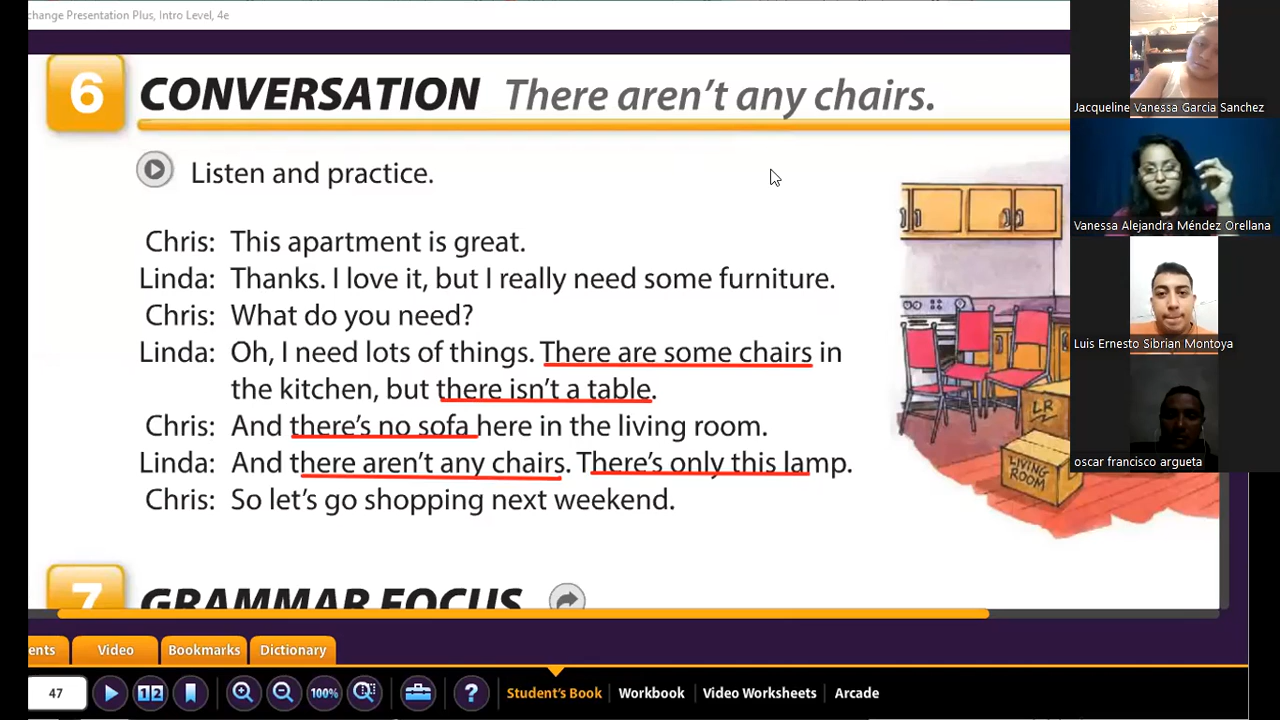 change Presentation Plus, Intro Level, 4e
6 CONVERSATION There aren't any chairs.
Listen and practice.
Chris: This apartment is great.
Linda: Thanks. I love it, but I really need some furniture.
Chris: What do you need?
Linda: Oh, I need lots of things. There are some chairs in
the kitchen, but there isn't a table.
Chris: And there's no sofa here in the living room.
Linda: And there aren't any chairs. There's only this lamp.
Chris: So let's go shopping next weekend.
LR
LIVING
ROOM
7 GRAMMAR FOCUS
ents Video Bookmarks Dictionary
47 1 2 100% ? Student's Book Workbook Video Worksheets Arcade
Jacqueline Vanessa García Sanchez
Vanessa Alejandra Méndez Orellana
Luis Ernesto Sibrian Montoya
oscar francisco argueta